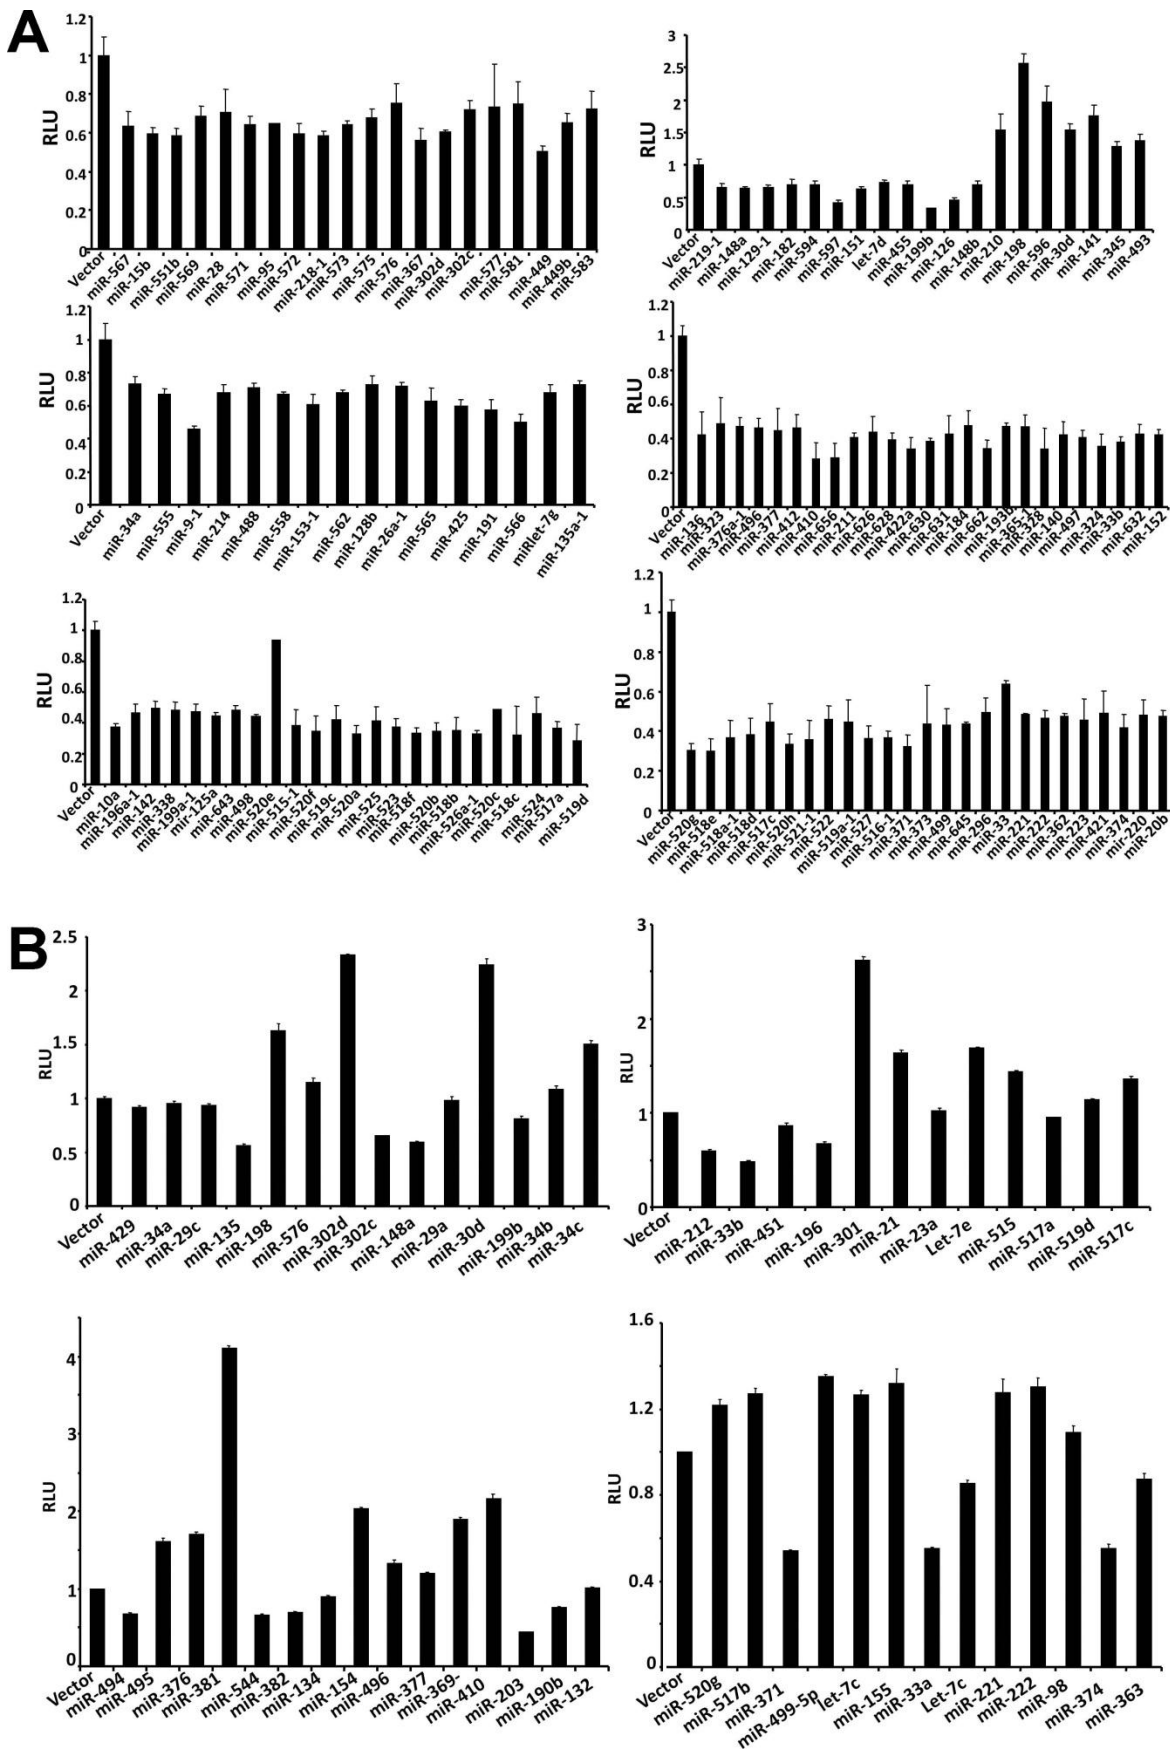 A
1.2
1
0.8
0.6
0.4
0.2
0
RLU
Vector
miR-567
miR-15b
miR-551b
miR-569
miR-28
miR-571
miR-95
miR-572
miR-218-1
miR-573
miR-575
miR-576
miR-367
miR-302d
miR-302c
miR-577
miR-581
miR-449
miR-449b
miR-583
3
2.5
2
1.5
1
0.5
0
RLU
Vector
miR-219-1
miR-148a
miR-129-1
miR-182
miR-594
miR-597
miR-151
let-7d
miR-455
miR-199b
miR-126
miR-148b
miR-210
miR-198
miR-596
miR-30d
miR-141
miR-345
miR-493
1.2
1
0.8
0.6
0.4
0.2
0
RLU
Vector
miR-34a
miR-555
miR-9-1
miR-214
miR-488
miR-558
miR-153-1
miR-562
miR-128b
miR-26a-1
miR-565
miR-425
miR-191
miR-566
miRlet-7g
miR-135a-1
1.2
1
0.8
0.6
0.4
0.2
0
RLU
Vector
miR-136
miR-323
miR-376a-1
miR-496
miR-377
miR-412
miR-410
miR-656
miR-211
miR-626
miR-628
miR-422a
miR-630
miR-631
miR-184
miR-662
miR-193b
miR-365-1
miR-328
miR-140
miR-497
miR-324
miR-33b
miR-632
miR-152
1.2
1
0.8
0.6
0.4
0.2
0
RLU
Vector
miR-10a
miR-196a-1
miR-142
miR-338
miR-199a-1
mir-125a
miR-643
miR-498
miR-520e
miR-515-1
miR-520f
miR-519c
miR-520a
miR-525
miR-523
miR-518f
miR-520b
miR-518b
miR-526a-1
miR-520c
miR-518c
miR-524
miR-517a
miR-519d
1.2
1
0.8
0.6
0.4
0.2
0
RLU
Vector
miR-520g
miR-518e
miR-518a-1
miR-518d
miR-517c
miR-520h
miR-521-1
miR-522
miR-519a-1
miR-527
miR-516-1
miR-371
miR-373
miR-499
miR-645
miR-296
miR-33
miR-221
miR-222
miR-362
miR-223
miR-421
miR-374
mir-220
miR-20b
B
2.5
2
1.5
1
0.5
0
RLU
Vector
miR-429
miR-34a
miR-29c
miR-135
miR-198
miR-576
miR-302d
miR-302c
miR-148a
miR-29a
miR-30d
miR-199b
miR-34b
miR-34c
3
2
1
1
0
RLU
Vector
miR-212
miR-33b
miR-451
miR-196
miR-301
miR-21
miR-23a
Let-7e
miR-515
miR-517a
miR-519d
miR-517c
4
3
2
1
0
RLU
Vector
miR-494
miR-495
miR-376
miR-381
miR-544
miR-382
miR-134
miR-154
miR-496
miR-377
miR-369-
miR-410
miR-203
miR-190b
miR-132
1.6
1.2
0.8
0.4
0
RLU
Vector
miR-520g
miR-517b
miR-371
miR-499-5p
let-7c
miR-155
miR-33a
Let-7c
miR-221
miR-222
miR-98
miR-374
miR-363